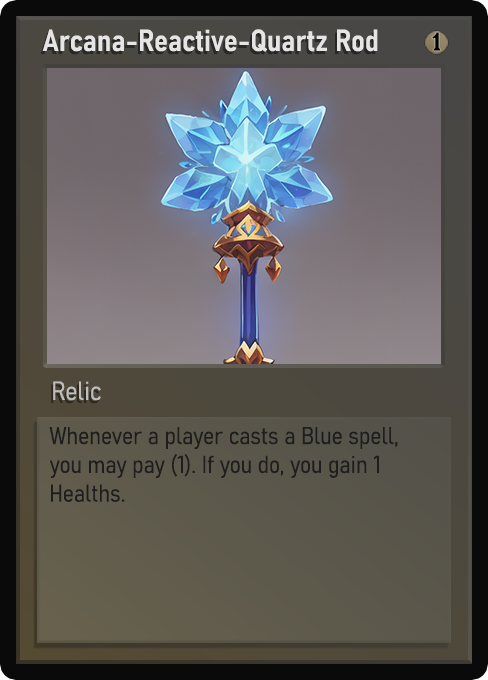 Arcana-Reactive-Quartz Rod 1
Relic
Whenever a player casts a Blue spell,
you may pay (1). If you do, you gain 1
Healths.